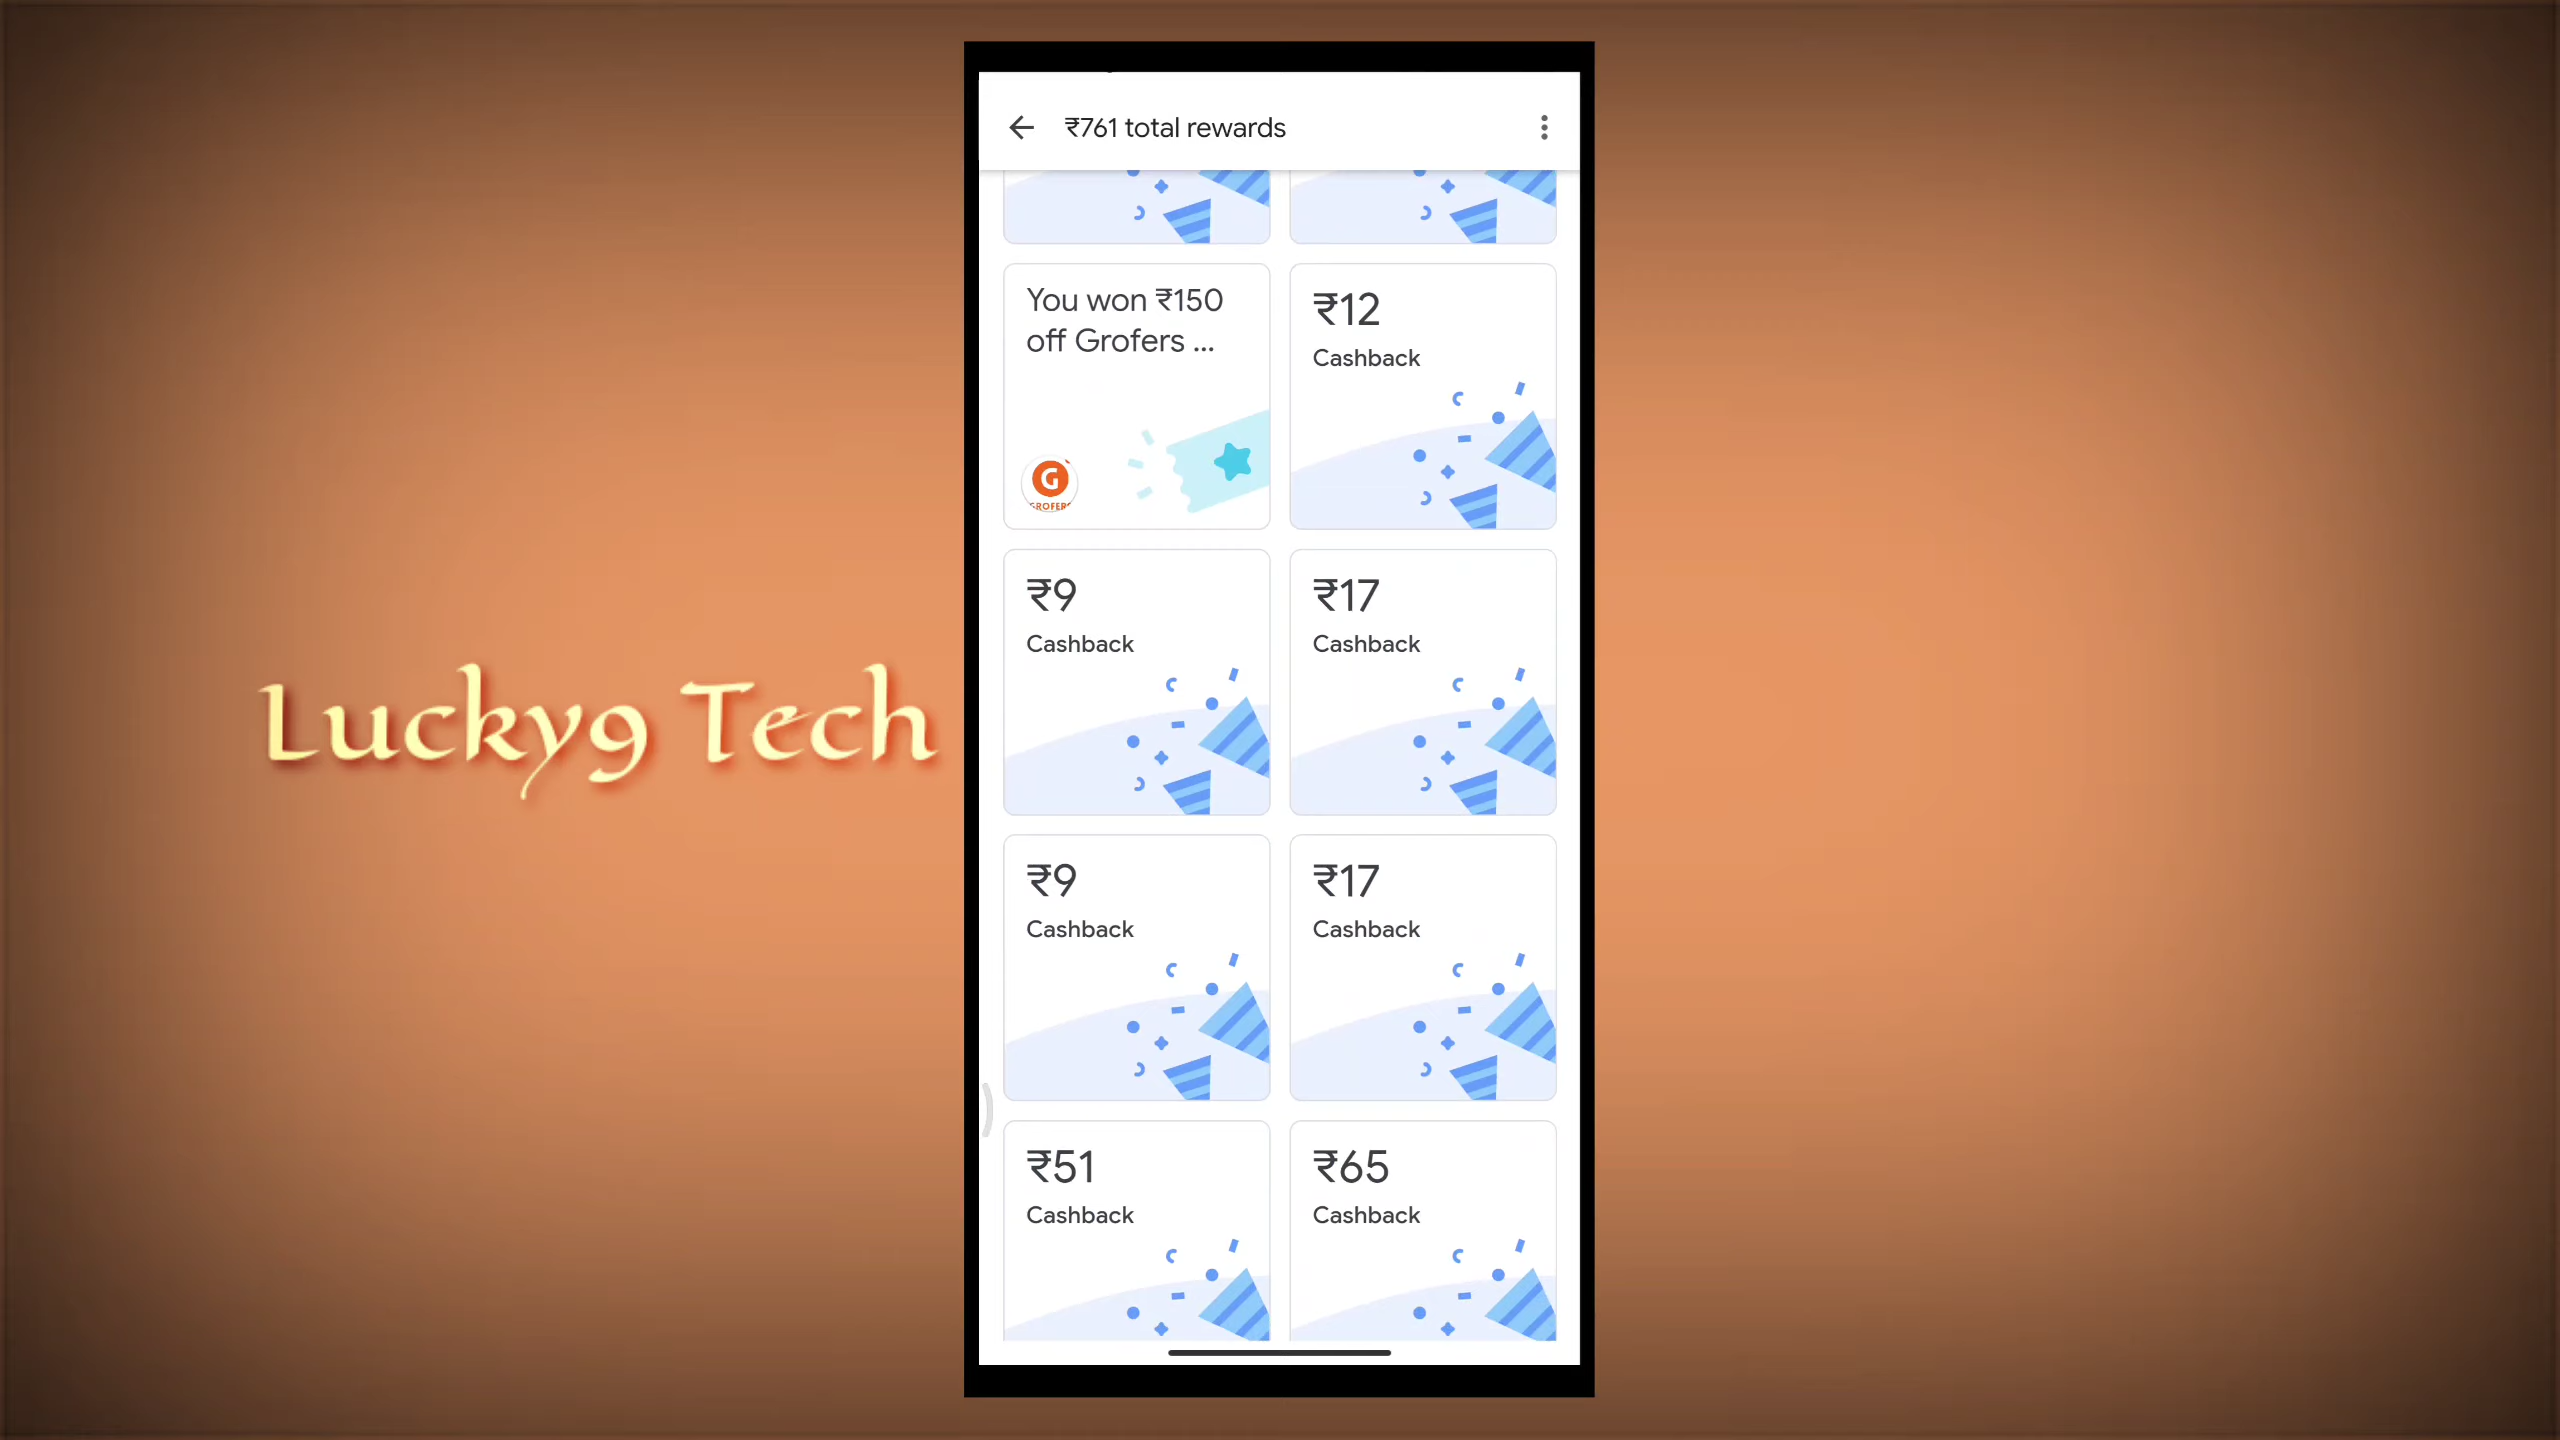 ₹761 total rewards
You won ₹150
off Grofers ...
G
GROFERS
₹12
Cashback
₹9
Cashback
₹17
Cashback
₹9
Cashback
₹17
Cashback
₹51
Cashback
₹65
Cashback
Lucky9 Tech